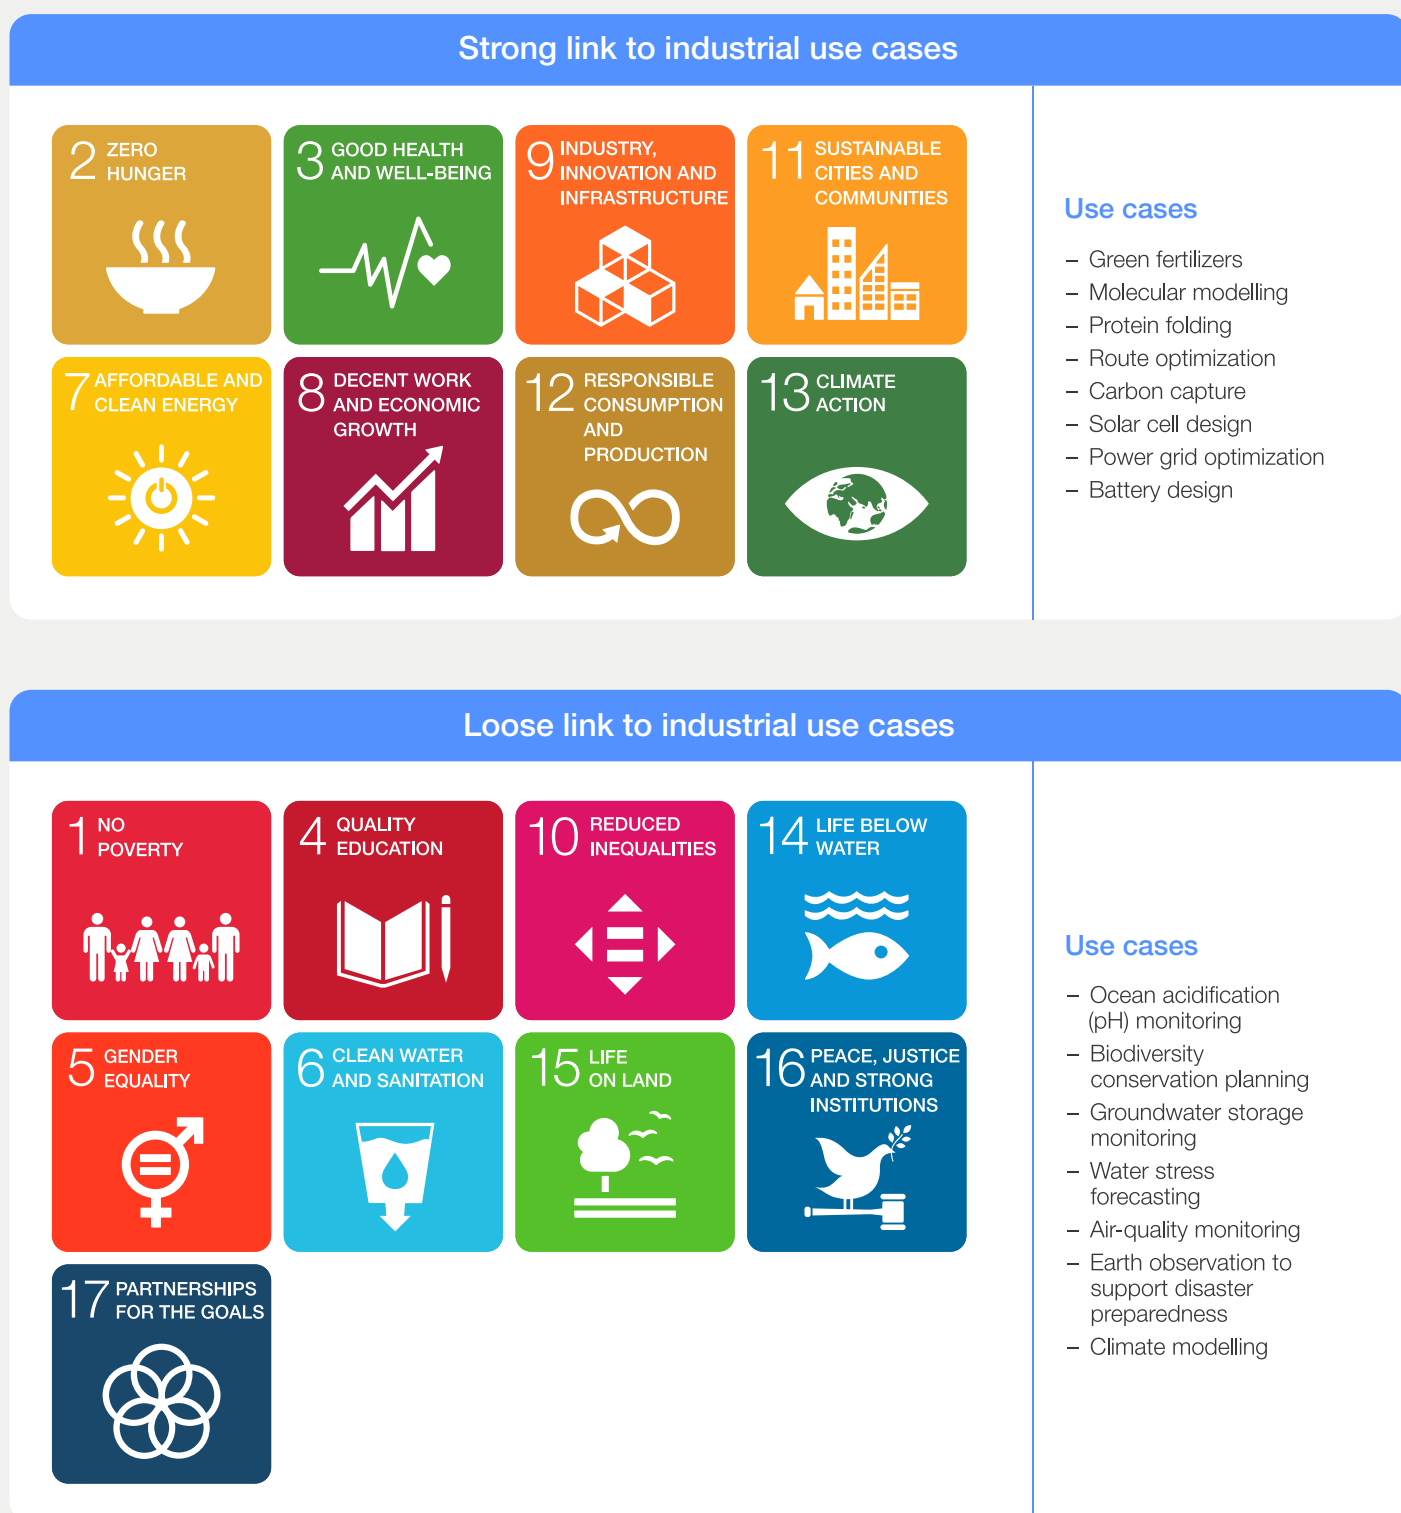 Strong link to industrial use cases
2 ZERO
HUNGER
3 GOOD HEALTH
AND WELL-BEING
9 INDUSTRY,
INNOVATION AND
INFRASTRUCTURE
11 SUSTAINABLE
CITIES AND
COMMUNITIES
7 AFFORDABLE AND
CLEAN ENERGY
8 DECENT WORK
AND ECONOMIC
GROWTH
12 RESPONSIBLE
CONSUMPTION
AND
PRODUCTION
13 CLIMATE
ACTION
Use cases
– Green fertilizers
– Molecular modelling
– Protein folding
– Route optimization
– Carbon capture
– Solar cell design
– Power grid optimization
– Battery design
Loose link to industrial use cases
1 NO
POVERTY
4 QUALITY
EDUCATION
10 REDUCED
INEQUALITIES
14 LIFE BELOW
WATER
5 GENDER
EQUALITY
6 CLEAN WATER
AND SANITATION
15 LIFE
ON LAND
16 PEACE, JUSTICE
AND STRONG
INSTITUTIONS
17 PARTNERSHIPS
FOR THE GOALS
Use cases
– Ocean acidification
(pH) monitoring
– Biodiversity
conservation planning
– Groundwater storage
monitoring
– Water stress
forecasting
– Air-quality monitoring
– Earth observation to
support disaster
preparedness
– Climate modelling